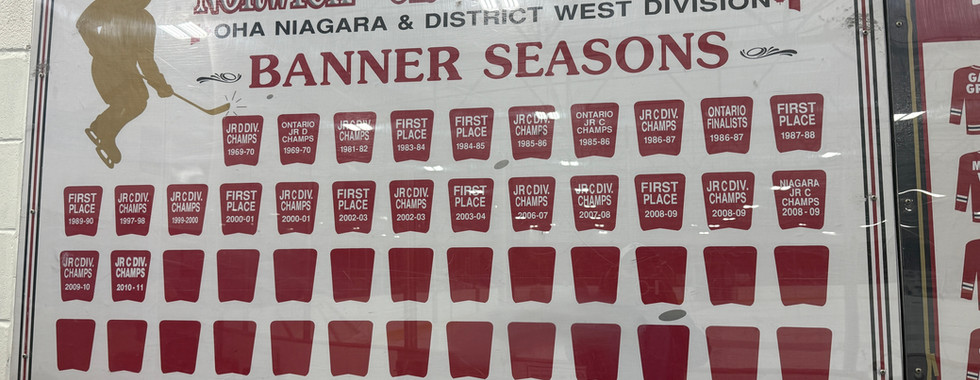 OHA NIAGARA & DISTRICT WEST DIVISION
BANNER SEASONS
JR D DIV.
CHAMPS
1969-70
ONTARIO
JR D
CHAMPS
1969-70
JR C DIV.
CHAMPS
1981-82
FIRST
PLACE
1983-84
FIRST
PLACE
1984-85
JR C DIV.
CHAMPS
1985-86
ONTARIO
JR C
CHAMPS
1985-86
JR C DIV.
CHAMPS
1986-87
ONTARIO
FINALISTS
1986-87
FIRST
PLACE
1987-88
FIRST
PLACE
1989-90
JR C DIV.
CHAMPS
1997-98
JR C DIV.
CHAMPS
1999-2000
FIRST
PLACE
2000-01
JR C DIV.
CHAMPS
2000-01
FIRST
PLACE
2002-03
JR C DIV.
CHAMPS
2002-03
FIRST
PLACE
2003-04
JR C DIV.
CHAMPS
2006-07
JR C DIV.
CHAMPS
2007-08
FIRST
PLACE
2008-09
JR C DIV.
CHAMPS
2008-09
NIAGARA
JR C
CHAMPS
2008-09
JR C DIV.
CHAMPS
2009-10
JR C DIV.
CHAMPS
2010-11